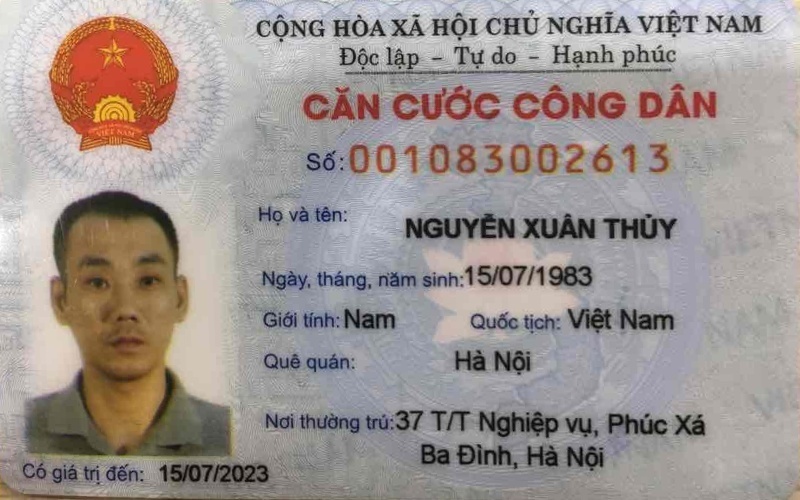 CỘNG HÒA XÃ HỘI CHỦ NGHĨA VIỆT NAM
Độc lập - Tự do - Hạnh phúc
CĂN CƯỚC CÔNG DÂN
Số: 001083002613
Họ và tên: NGUYỄN XUÂN THỦY
Ngày, tháng, năm sinh: 15/07/1983
Giới tính: Nam Quốc tịch: Việt Nam
Quê quán: Hà Nội
Nơi thường trú: 37 T/T Nghiệp vụ, Phúc Xá
Ba Đình, Hà Nội
Có giá trị đến: 15/07/2023